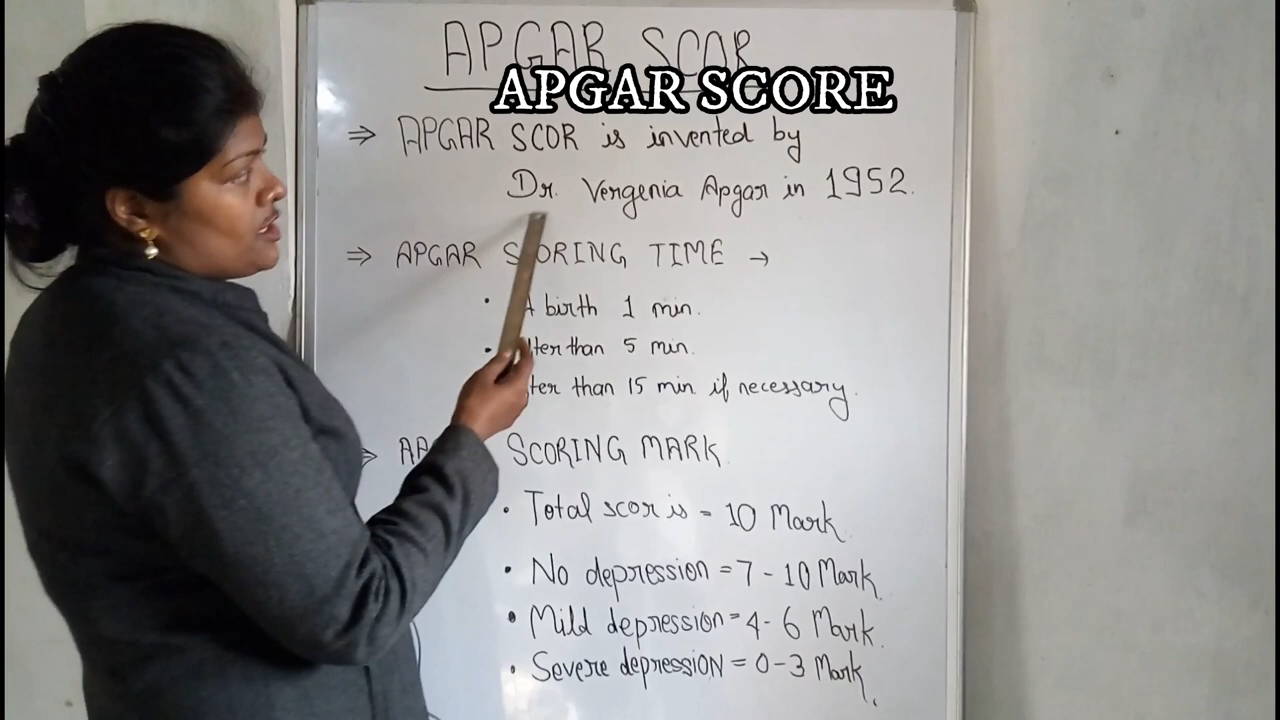 APGAR SCOR
APGAR SCORE
⇒ APGAR SCOR is invented by
Dr. Vergenia Apgar in 1952.
⇒ APGAR SCORING TIME →
• birth 1 min.
• than 5 min.
than 15 min if necessary.
SCORING MARK.
• Total scor is = 10 Mark.
• No depression = 7 - 10 Mark.
• Mild depression = 4 - 6 Mark.
• Severe depression = 0 - 3 Mark.